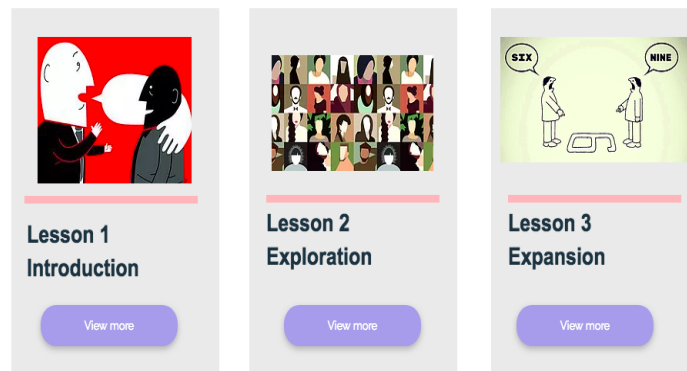 SIX
NINE
Lesson 1
Introduction
Lesson 2
Exploration
Lesson 3
Expansion
View more
View more
View more